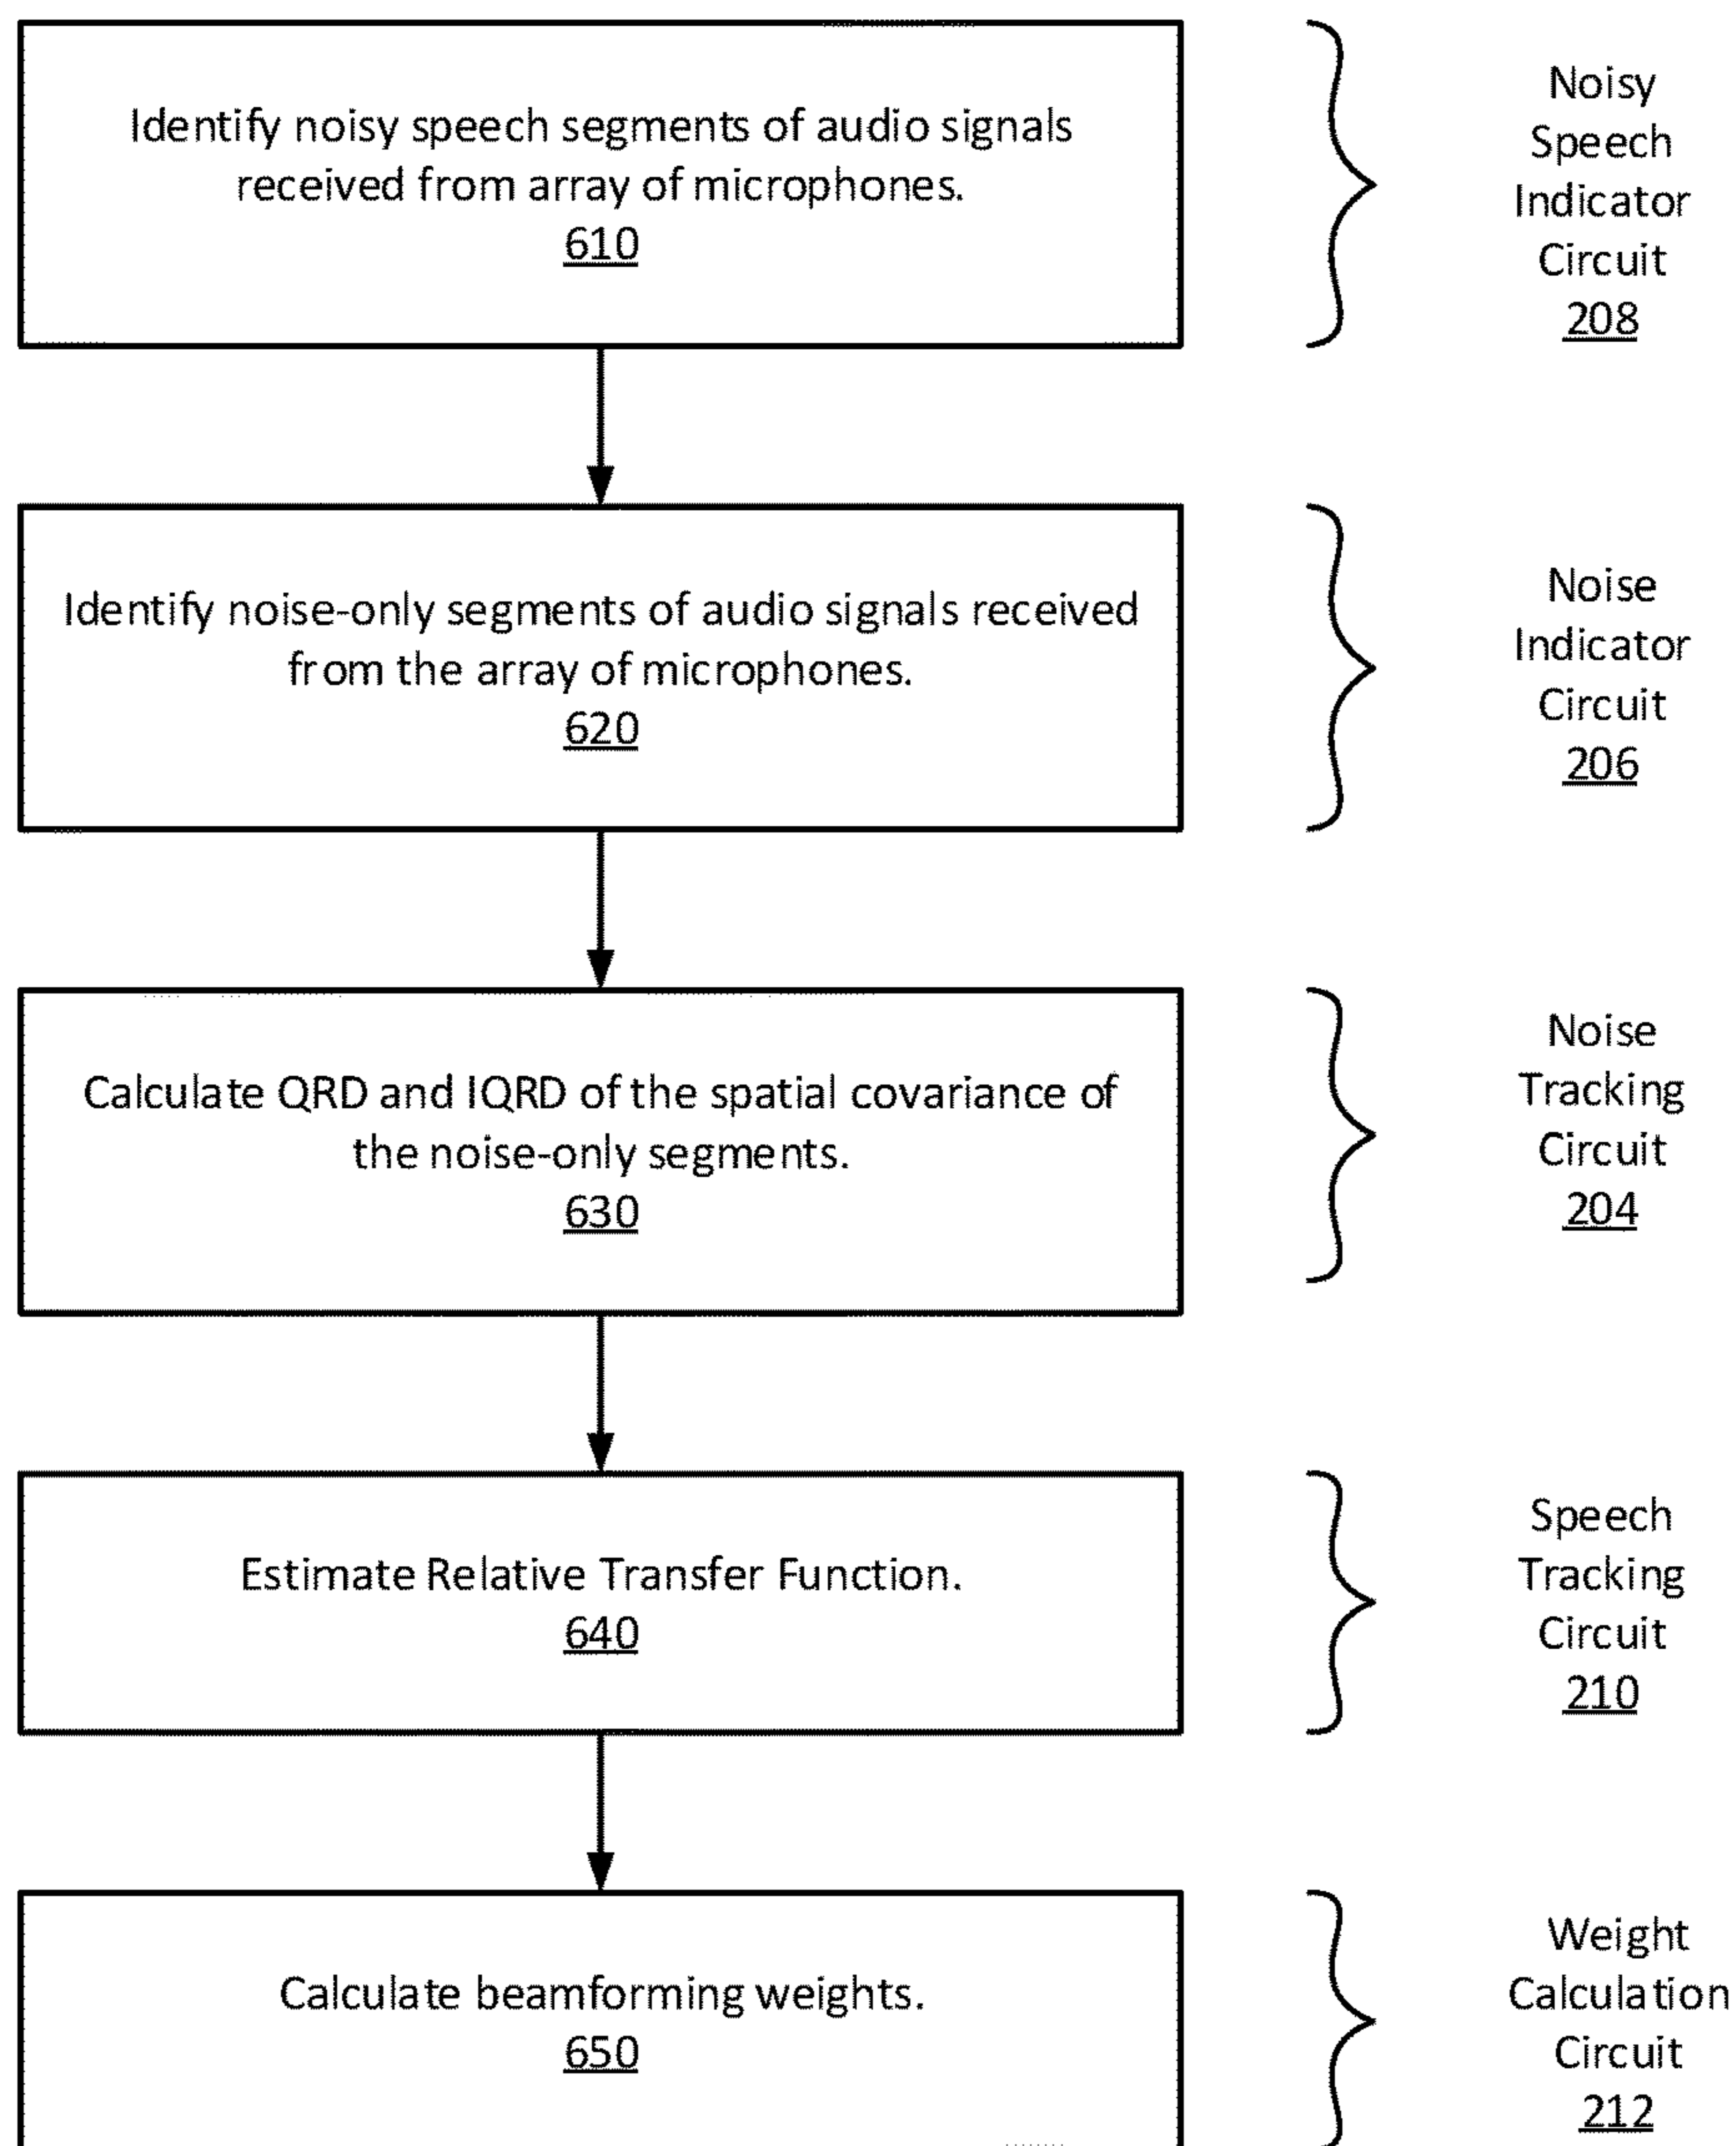 Identify noisy speech segments of audio signals
received from array of microphones.
610
Noisy
Speech
Indicator
Circuit
208
Identify noise-only segments of audio signals received
from the array of microphones.
620
Noise
Indicator
Circuit
206
Calculate QRD and IQRD of the spatial covariance of
the noise-only segments.
630
Noise
Tracking
Circuit
204
Estimate Relative Transfer Function.
640
Speech
Tracking
Circuit
210
Calculate beamforming weights.
650
Weight
Calculation
Circuit
212